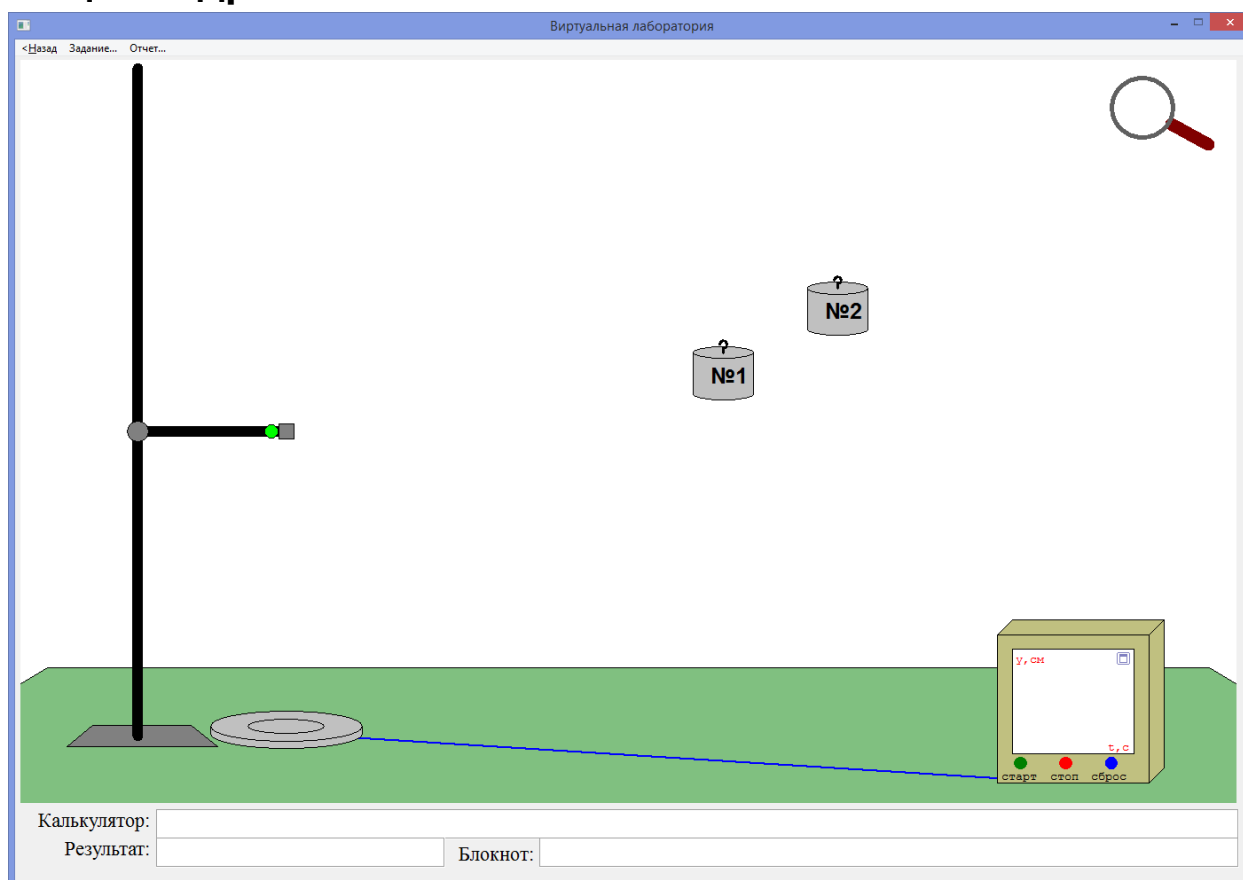 Виртуальная лаборатория
<Назад Задание... Отчет...
№2
№1
y,см
t,с
старт стоп сброс
Калькулятор:
Результат:
Блокнот: